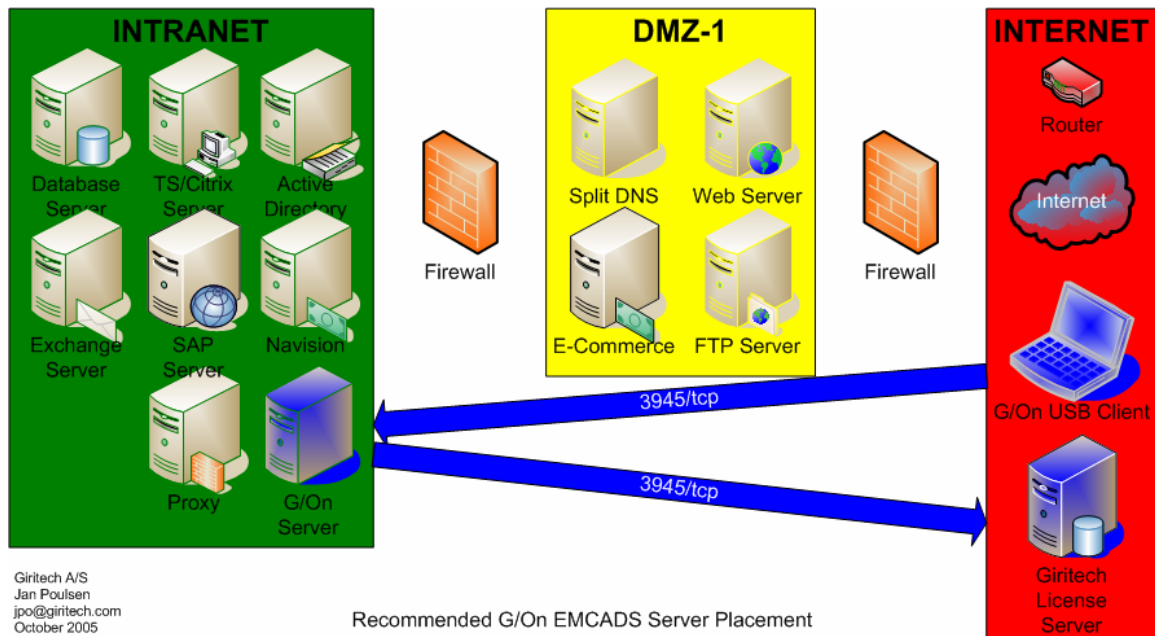 INTRANET
Database
Server
TS/Citrix
Server
Active
Directory
Exchange
Server
SAP
Server
Navision
Proxy
G/On
Server
Firewall
DMZ-1
Split DNS
Web Server
E-Commerce
FTP Server
Firewall
INTERNET
Router
Internet
G/On USB Client
Giritech
License
Server
3945/tcp
3945/tcp
Giritech A/S
Jan Poulsen
jpo@giritech.com
October 2005
Recommended G/On EMCADS Server Placement